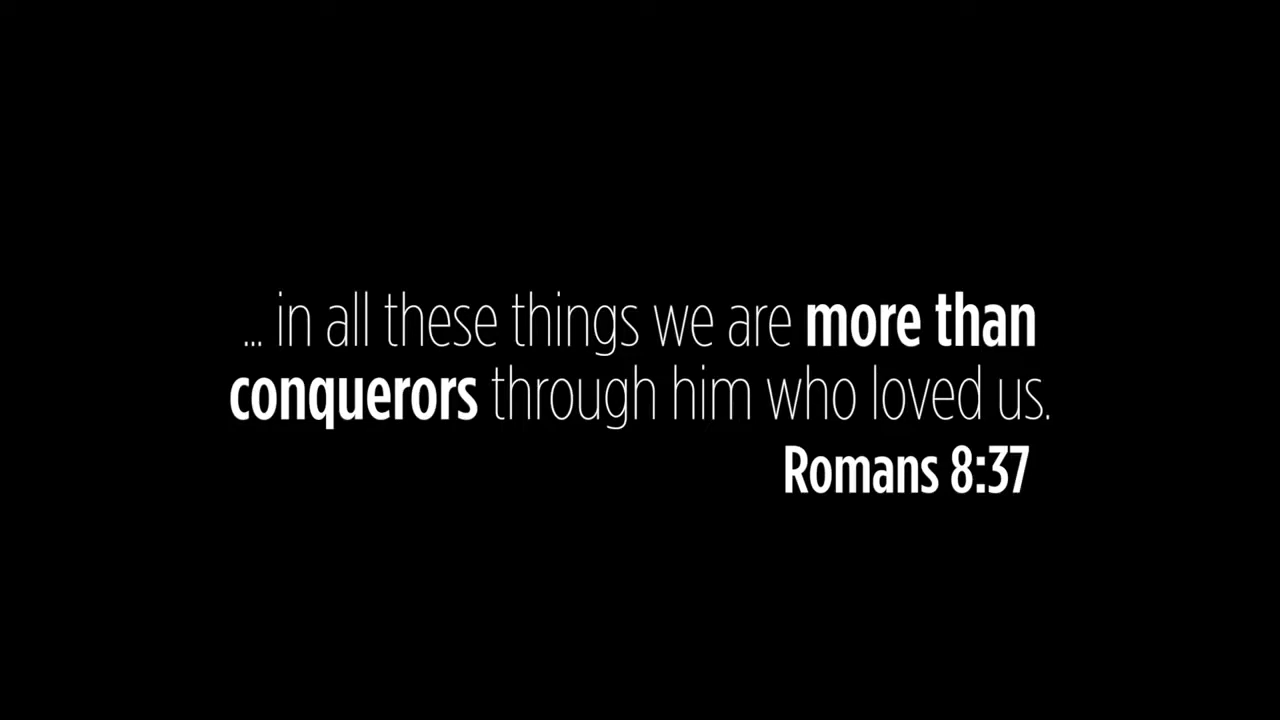 ... in all these things we are more than
conquerors through him who loved us.
Romans 8:37